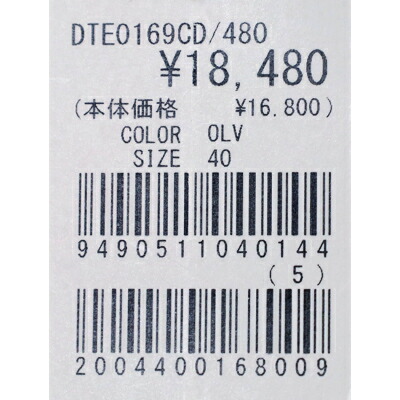 DTE0169CD/480
¥18,480
(本体価格 ¥16.800)
COLOR OLV
SIZE 40
9490511040144
(5)
2004400168009